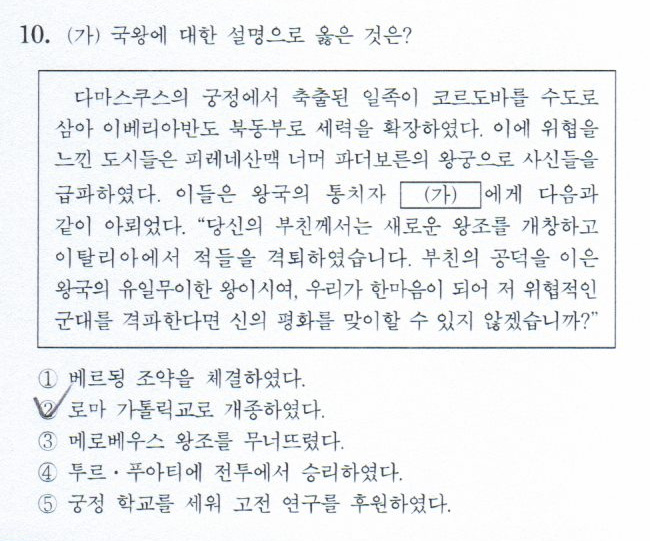 10. (가) 국왕에 대한 설명으로 옳은 것은?
다마스쿠스의 궁정에서 축출된 일족이 코르도바를 수도로
삼아 이베리아반도 북동부로 세력을 확장하였다. 이에 위협을
느낀 도시들은 피레네산맥 너머 파더보른의 왕궁으로 사신들을
급파하였다. 이들은 왕국의 통치자 (가) 에게 다음과
같이 아뢰었다. “당신의 부친께서는 새로운 왕조를 개창하고
이탈리아에서 적들을 격퇴하였습니다. 부친의 공덕을 이은
왕국의 유일무이한 왕이시여, 우리가 한마음이 되어 저 위협적인
군대를 격파한다면 신의 평화를 맞이할 수 있지 않겠습니까?”
① 베르됭 조약을 체결하였다.
② 로마 가톨릭교로 개종하였다.
③ 메로베우스 왕조를 무너뜨렸다.
④ 투르・푸아티에 전투에서 승리하였다.
⑤ 궁정 학교를 세워 고전 연구를 후원하였다.